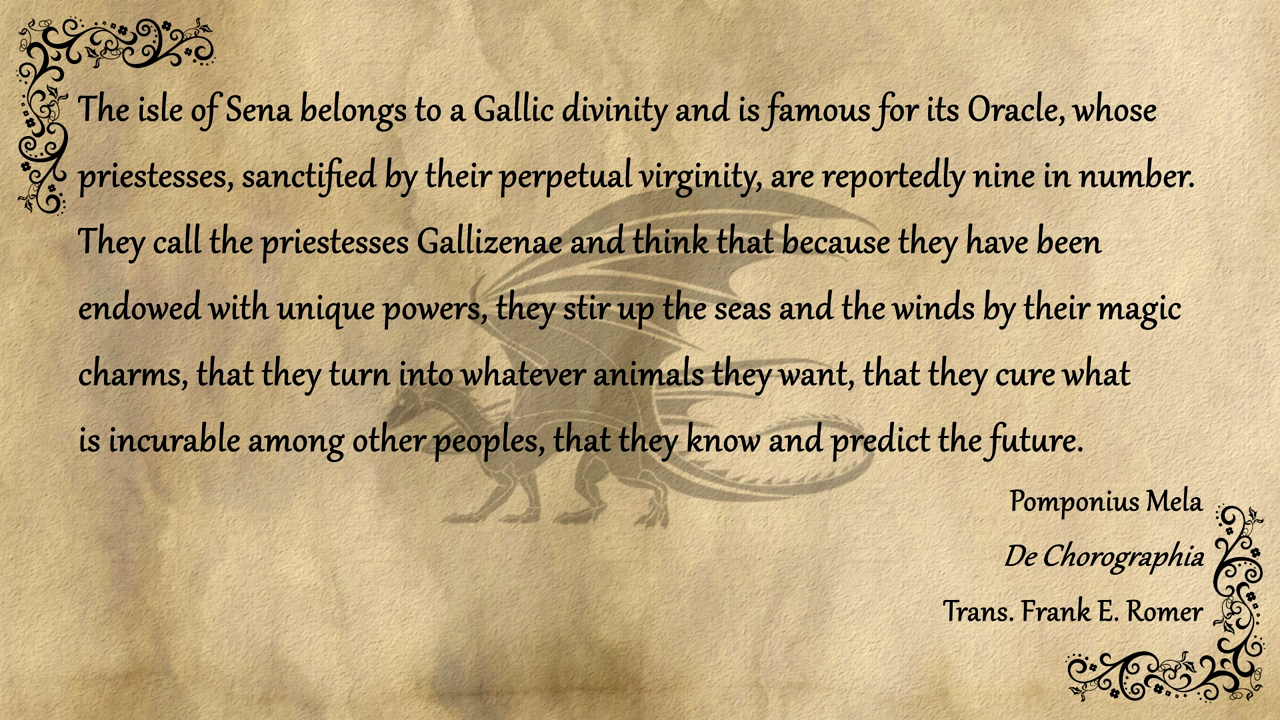 The isle of Sena belongs to a Gallic divinity and is famous for its Oracle, whose
priestesses, sanctified by their perpetual virginity, are reportedly nine in number.
They call the priestesses Gallizenae and think that because they have been
endowed with unique powers, they stir up the seas and the winds by their magic
charms, that they turn into whatever animals they want, that they cure what
is incurable among other peoples, that they know and predict the future.
Pomponius Mela
De Chorographia
Trans. Frank E. Romer